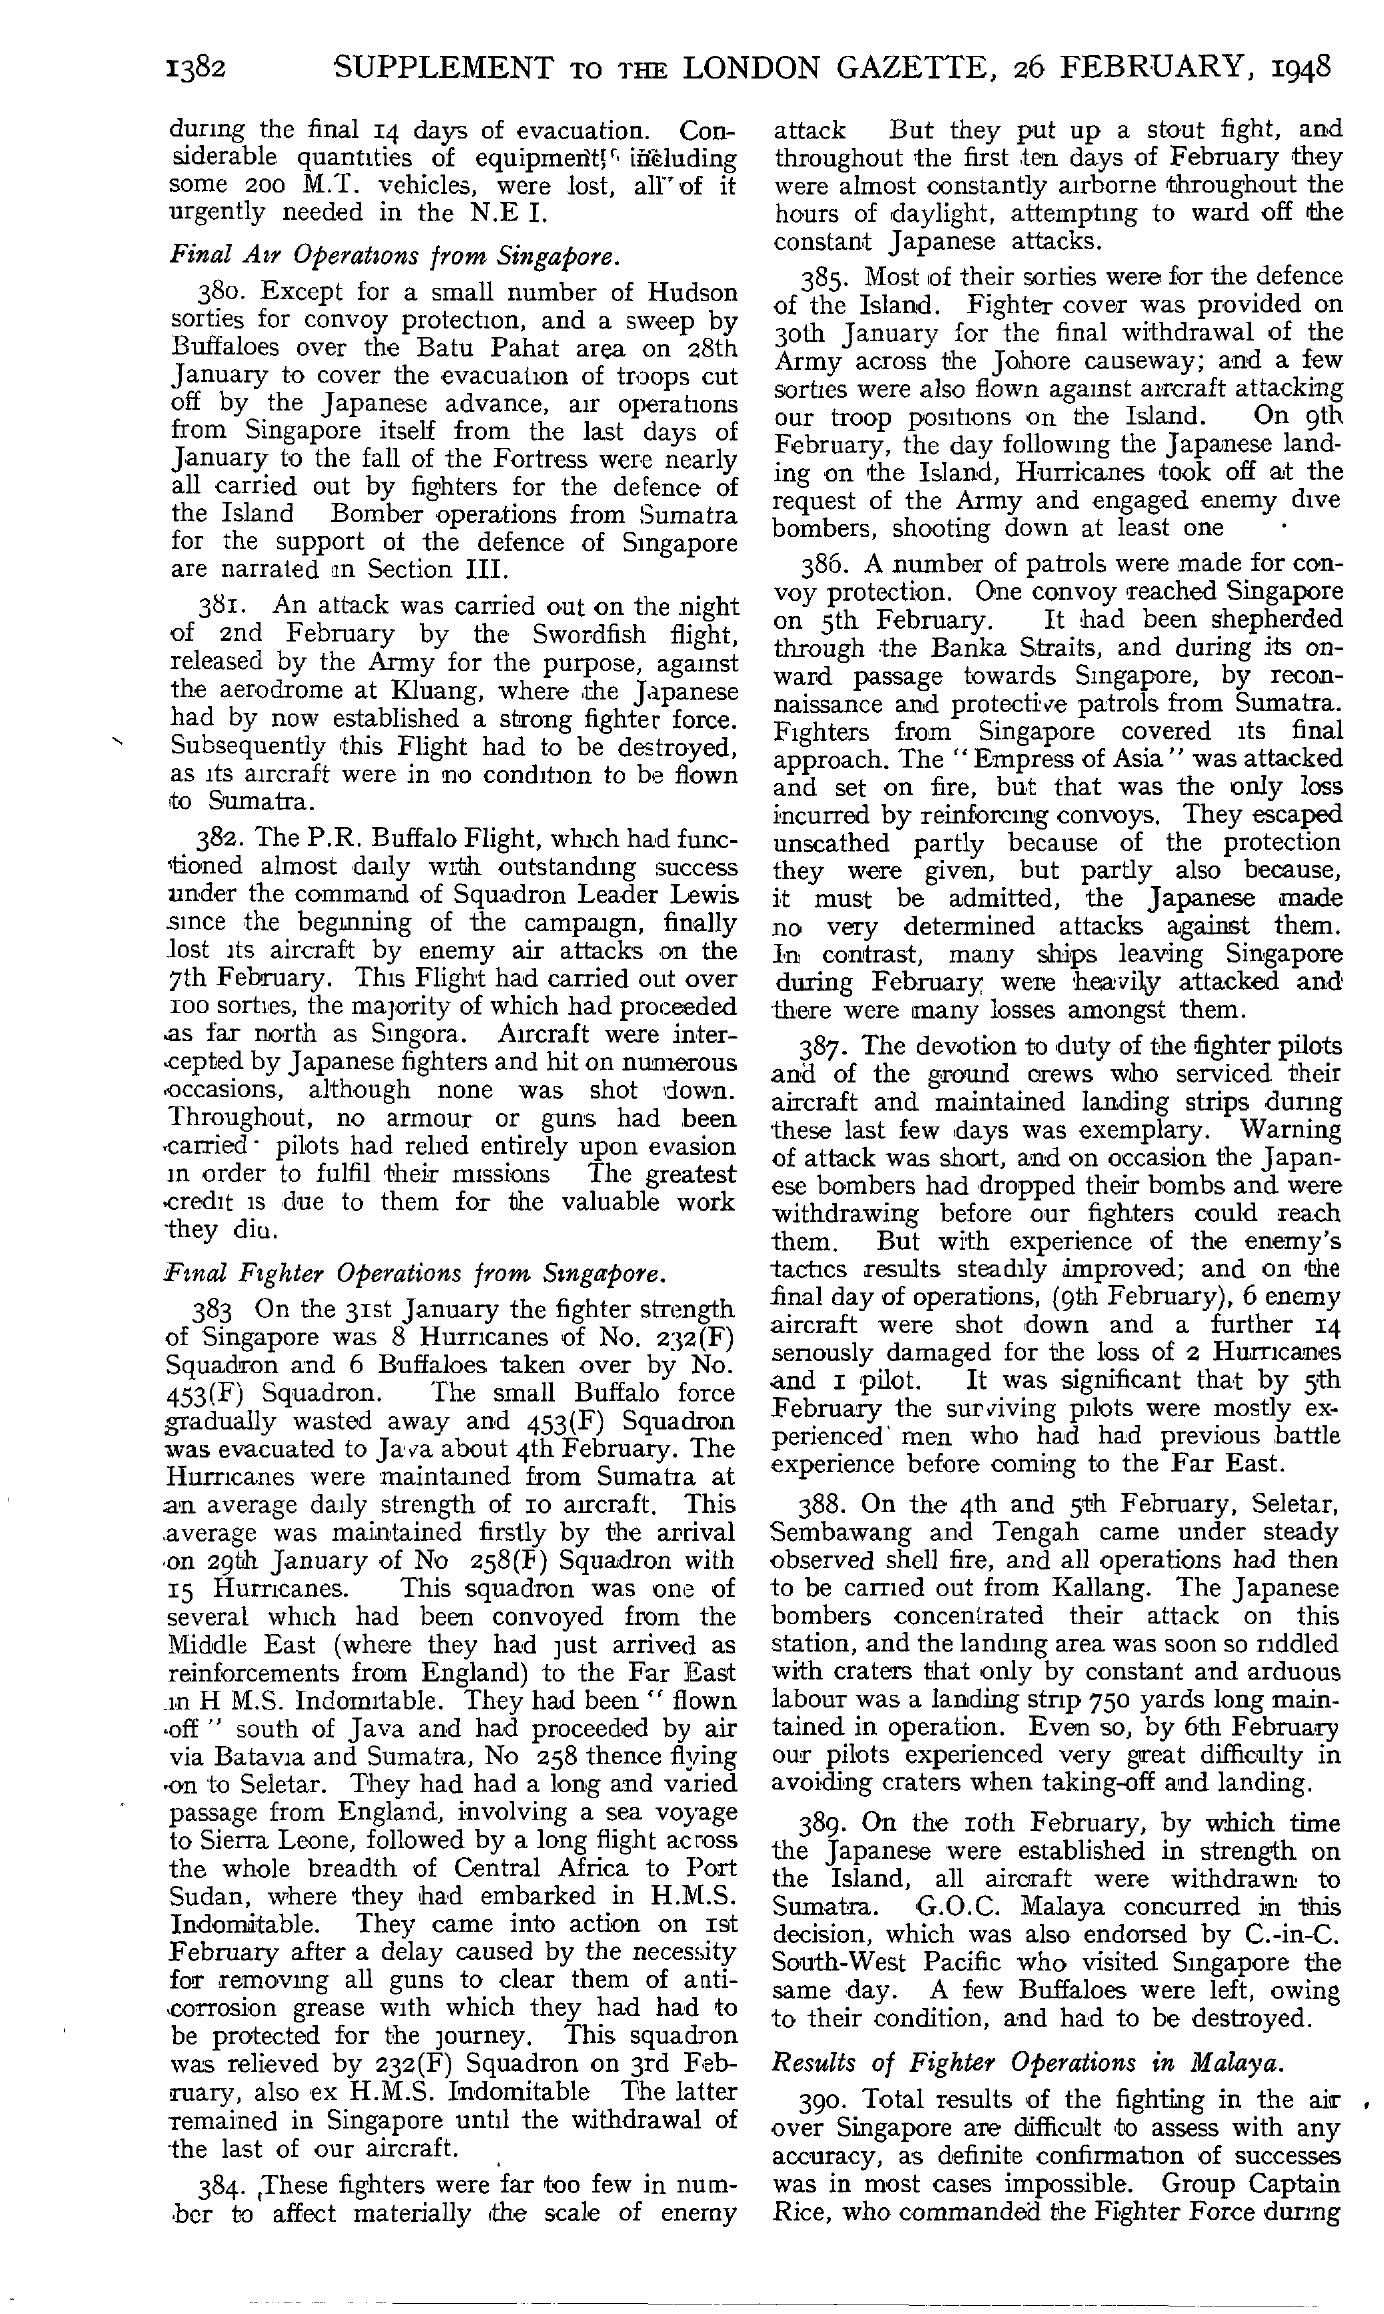 1382 SUPPLEMENT TO THE LONDON GAZETTE, 26 FEBRUARY, 1948
during the final 14 days of evacuation. Con-
siderable quantities of equipment, including
some 200 M.T. vehicles, were lost, all of it
urgently needed in the N.E I.
Final Air Operations from Singapore.
380. Except for a small number of Hudson
sorties for convoy protection, and a sweep by
Buffaloes over the Batu Pahat area on 28th
January to cover the evacuation of troops cut
off by the Japanese advance, air operations
from Singapore itself from the last days of
January to the fall of the Fortress were nearly
all carried out by fighters for the defence of
the Island Bomber operations from Sumatra
for the support of the defence of Singapore
are narrated in Section III.
381. An attack was carried out on the night
of 2nd February by the Swordfish flight,
released by the Army for the purpose, against
the aerodrome at Kluang, where the Japanese
had by now established a strong fighter force.
Subsequently this Flight had to be destroyed,
as its aircraft were in no condition to be flown
to Sumatra.
382. The P.R. Buffalo Flight, which had func-
tioned almost daily with outstanding success
under the command of Squadron Leader Lewis
since the beginning of the campaign, finally
lost its aircraft by enemy air attacks on the
7th February. This Flight had carried out over
100 sorties, the majority of which had proceeded
as far north as Singora. Aircraft were inter-
cepted by Japanese fighters and hit on numerous
occasions, although none was shot down.
Throughout, no armour or guns had been
carried · pilots had relied entirely upon evasion
in order to fulfil their missions The greatest
credit is due to them for the valuable work
they did.
Final Fighter Operations from Singapore.
383 On the 31st January the fighter strength
of Singapore was 8 Hurricanes of No. 232(F)
Squadron and 6 Buffaloes taken over by No.
453(F) Squadron. The small Buffalo force
gradually wasted away and 453(F) Squadron
was evacuated to Java about 4th February. The
Hurricanes were maintained from Sumatra at
an average daily strength of 10 aircraft. This
average was maintained firstly by the arrival
on 29th January of No 258(F) Squadron with
15 Hurricanes. This squadron was one of
several which had been convoyed from the
Middle East (where they had just arrived as
reinforcements from England) to the Far East
in H M.S. Indomitable. They had been " flown
off " south of Java and had proceeded by air
via Batavia and Sumatra, No 258 thence flying
on to Seletar. They had had a long and varied
passage from England, involving a sea voyage
to Sierra Leone, followed by a long flight across
the whole breadth of Central Africa to Port
Sudan, where they had embarked in H.M.S.
Indomitable. They came into action on 1st
February after a delay caused by the necessity
for removing all guns to clear them of anti-
corrosion grease with which they had had to
be protected for the journey. This squadron
was relieved by 232(F) Squadron on 3rd Feb-
ruary, also ex H.M.S. Indomitable The latter
remained in Singapore until the withdrawal of
the last of our aircraft.
384. These fighters were far too few in num-
ber to affect materially the scale of enemy
attack But they put up a stout fight, and
throughout the first ten days of February they
were almost constantly airborne throughout the
hours of daylight, attempting to ward off the
constant Japanese attacks.
385. Most of their sorties were for the defence
of the Island. Fighter cover was provided on
30th January for the final withdrawal of the
Army across the Johore causeway; and a few
sorties were also flown against aircraft attacking
our troop positions on the Island. On 9th
February, the day following the Japanese land-
ing on the Island, Hurricanes took off at the
request of the Army and engaged enemy dive
bombers, shooting down at least one
386. A number of patrols were made for con-
voy protection. One convoy reached Singapore
on 5th February. It had been shepherded
through the Banka Straits, and during its on-
ward passage towards Singapore, by recon-
naissance and protective patrols from Sumatra.
Fighters from Singapore covered its final
approach. The " Empress of Asia " was attacked
and set on fire, but that was the only loss
incurred by reinforcing convoys. They escaped
unscathed partly because of the protection
they were given, but partly also because,
it must be admitted, the Japanese made
no very determined attacks against them.
In contrast, many ships leaving Singapore
during February were heavily attacked and
there were many losses amongst them.
387. The devotion to duty of the fighter pilots
and of the ground crews who serviced their
aircraft and maintained landing strips during
these last few days was exemplary. Warning
of attack was short, and on occasion the Japan-
ese bombers had dropped their bombs and were
withdrawing before our fighters could reach
them. But with experience of the enemy's
tactics results steadily improved; and on the
final day of operations, (9th February), 6 enemy
aircraft were shot down and a further 14
seriously damaged for the loss of 2 Hurricanes
and 1 pilot. It was significant that by 5th
February the surviving pilots were mostly ex-
perienced men who had had previous battle
experience before coming to the Far East.
388. On the 4th and 5th February, Seletar,
Sembawang and Tengah came under steady
observed shell fire, and all operations had then
to be carried out from Kallang. The Japanese
bombers concentrated their attack on this
station, and the landing area was soon so riddled
with craters that only by constant and arduous
labour was a landing strip 750 yards long main-
tained in operation. Even so, by 6th February
our pilots experienced very great difficulty in
avoiding craters when taking-off and landing.
389. On the 10th February, by which time
the Japanese were established in strength on
the Island, all aircraft were withdrawn to
Sumatra. G.O.C. Malaya concurred in this
decision, which was also endorsed by C.-in-C.
South-West Pacific who visited Singapore the
same day. A few Buffaloes were left, owing
to their condition, and had to be destroyed.
Results of Fighter Operations in Malaya.
390. Total results of the fighting in the air
over Singapore are difficult to assess with any
accuracy, as definite confirmation of successes
was in most cases impossible. Group Captain
Rice, who commanded the Fighter Force during